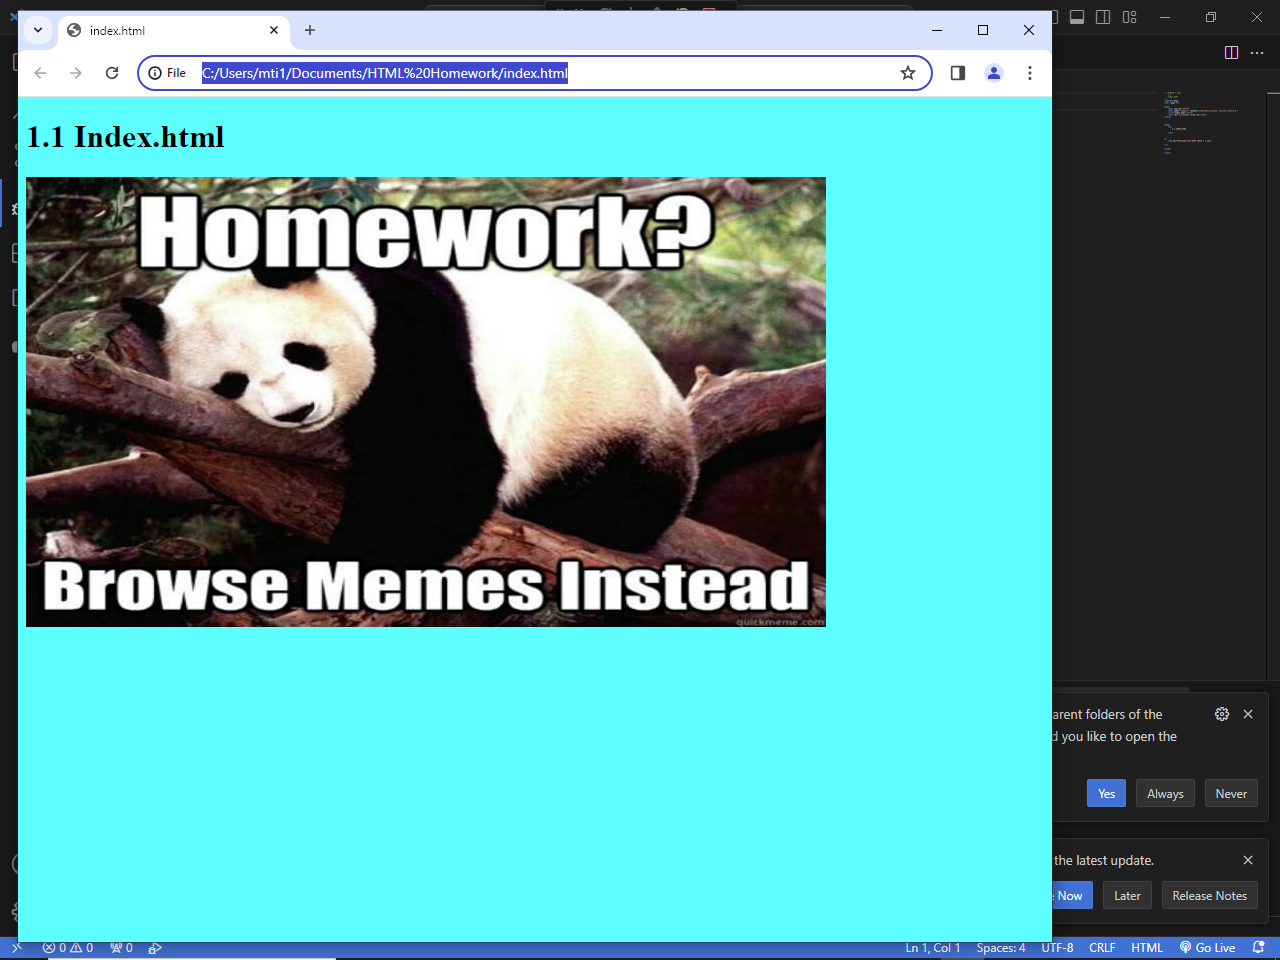 index.html
File
C:/Users/mti1/Documents/HTML%20Homework/index.html
1.1 Index.html
Homework?
Browse Memes Instead
quickmeme.com
arent folders of the
d you like to open the
Yes
Always
Never
the latest update.
Now
Later
Release Notes
0
0
0
Ln 1, Col 1
Spaces: 4
UTF-8
CRLF
HTML
Go Live